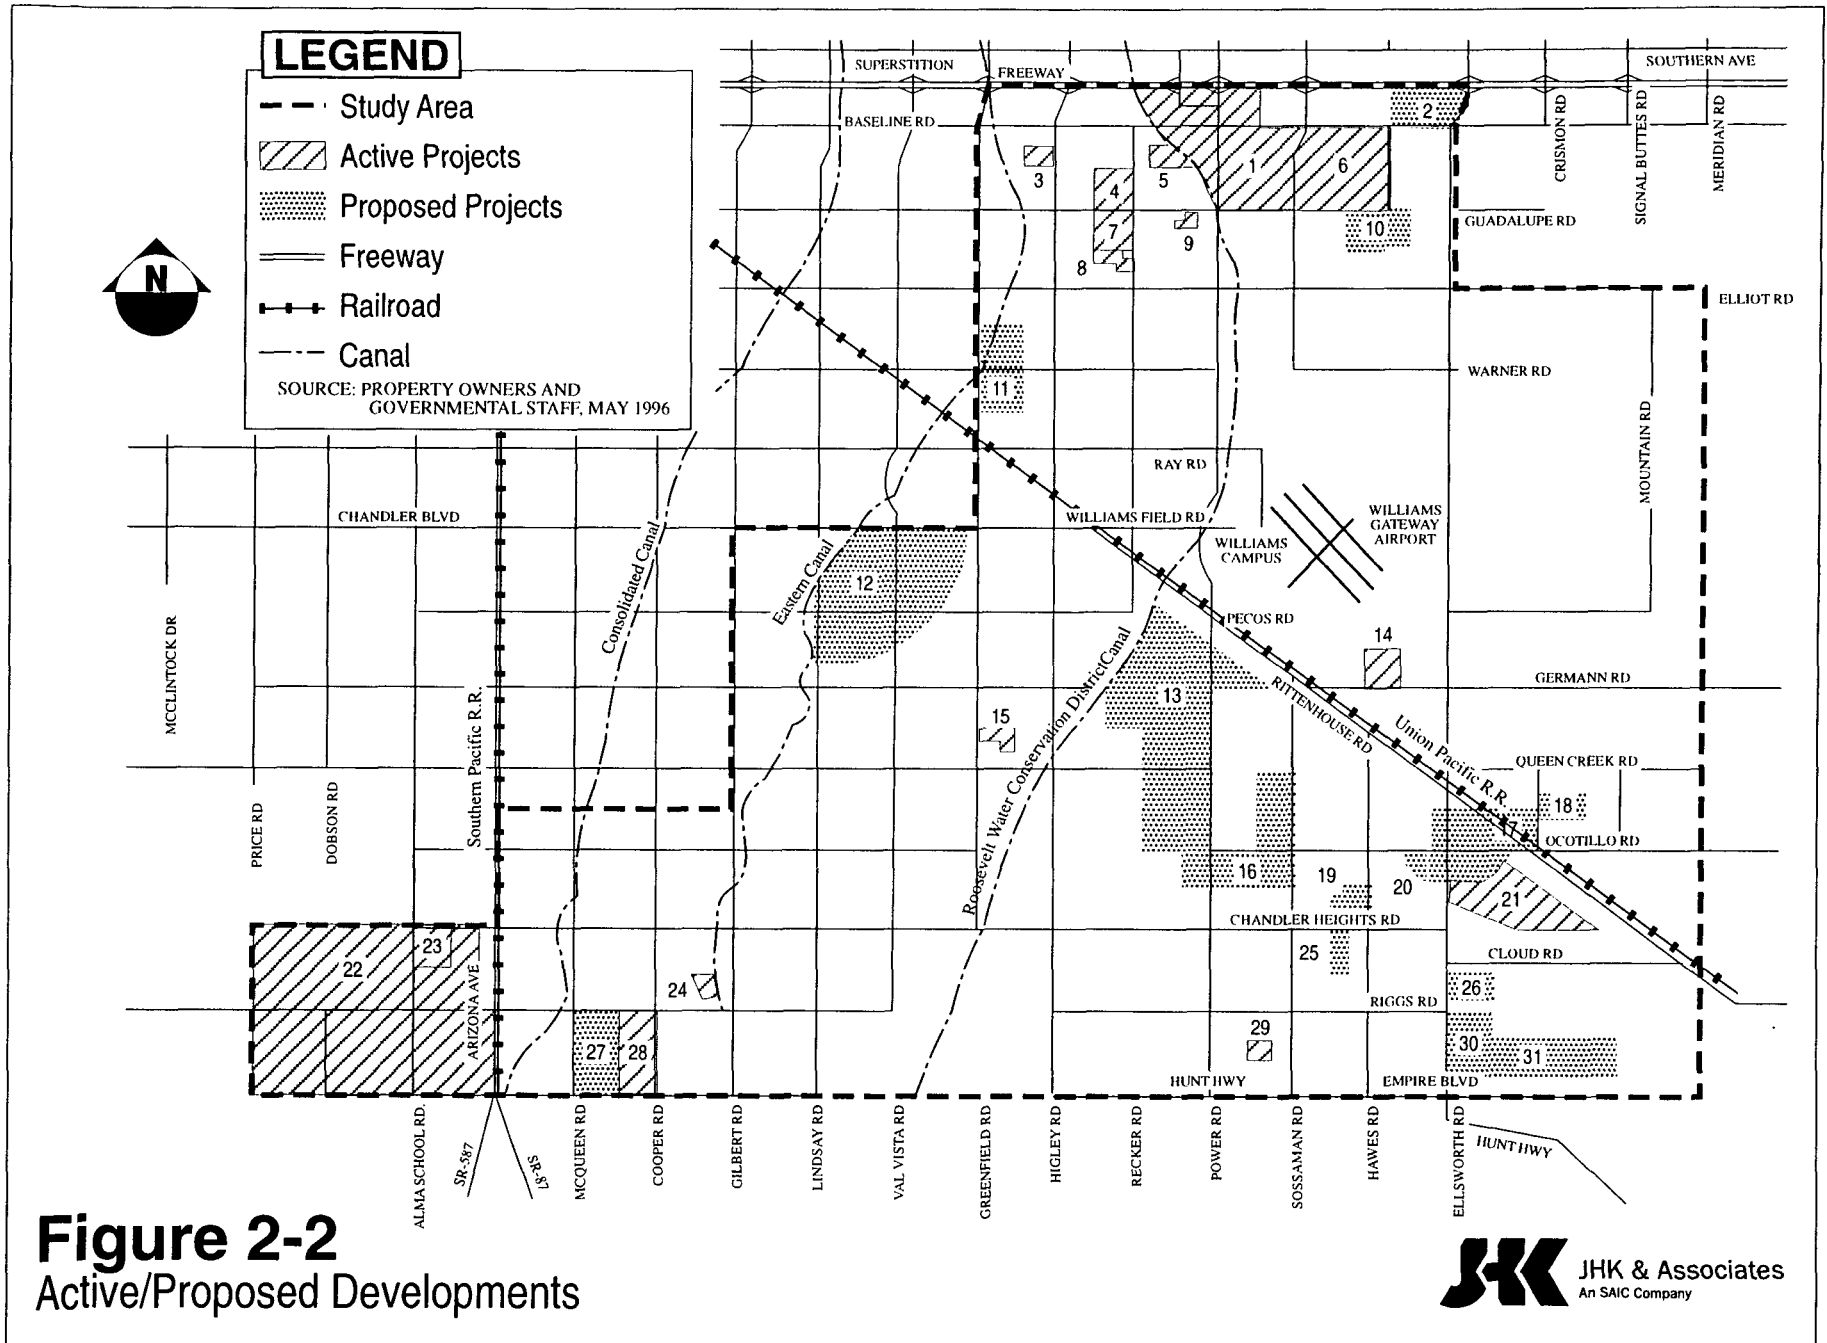 LEGEND
Study Area
Active Projects
Proposed Projects
Freeway
Railroad
Canal
SOURCE: PROPERTY OWNERS AND
GOVERNMENTAL STAFF, MAY 1996
N
SUPERSTITION
FREEWAY
SOUTHERN AVE
BASELINE RD
CRISMON RD
SIGNAL BUTTES RD
MERIDIAN RD
2
3
4
5
1
6
7
8
9
10
GUADALUPE RD
ELLIOT RD
11
WARNER RD
MOUNTAIN RD
RAY RD
CHANDLER BLVD
WILLIAMS FIELD RD
WILLIAMS
CAMPUS
WILLIAMS
GATEWAY
AIRPORT
Consolidated Canal
Eastern Canal
12
PECOS RD
MCCLINTOCK DR
14
13
GERMANN RD
RITTENHOUSE RD
Union Pacific R.R.
Southern Pacific R.R.
Roosevelt Water Conservation District Canal
15
QUEEN CREEK RD
PRICE RD
DOBSON RD
18
17
OCOTILLO RD
16
19
20
21
CHANDLER HEIGHTS RD
22
23
ARIZONA AVE
24
25
CLOUD RD
26
RIGGS RD
27
28
29
30
31
HUNT HWY
EMPIRE BLVD
ALMA SCHOOL RD.
SR-587
SR-87
MCQUEEN RD
COOPER RD
GILBERT RD
LINDSAY RD
VAL VISTA RD
GREENFIELD RD
HIGLEY RD
RECKER RD
POWER RD
SOSSAMAN RD
HAWES RD
ELLSWORTH RD
HUNT HWY
Figure 2-2
Active/Proposed Developments
JHK
JHK & Associates
An SAIC Company